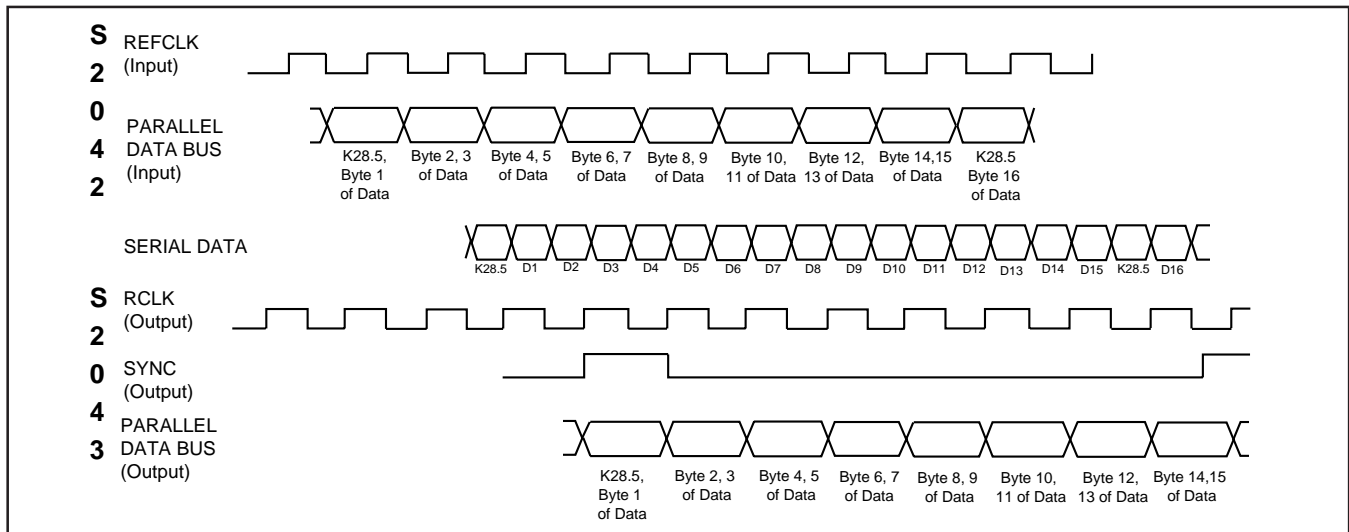 S 2 0 4 2
REFCLK
(Input)
PARALLEL
DATA BUS
(Input)
K28.5,
Byte 1
of Data
Byte 2, 3
of Data
Byte 4, 5
of Data
Byte 6, 7
of Data
Byte 8, 9
of Data
Byte 10,
11 of Data
Byte 12,
13 of Data
Byte 14,15
of Data
K28.5
Byte 16
of Data
SERIAL DATA
K28.5 D1 D2 D3 D4 D5 D6 D7 D8 D9 D10 D11 D12 D13 D14 D15 K28.5 D16
S 2 0 4 3
RCLK
(Output)
SYNC
(Output)
PARALLEL
DATA BUS
(Output)
K28.5,
Byte 1
of Data
Byte 2, 3
of Data
Byte 4, 5
of Data
Byte 6, 7
of Data
Byte 8, 9
of Data
Byte 10,
11 of Data
Byte 12,
13 of Data
Byte 14,15
of Data